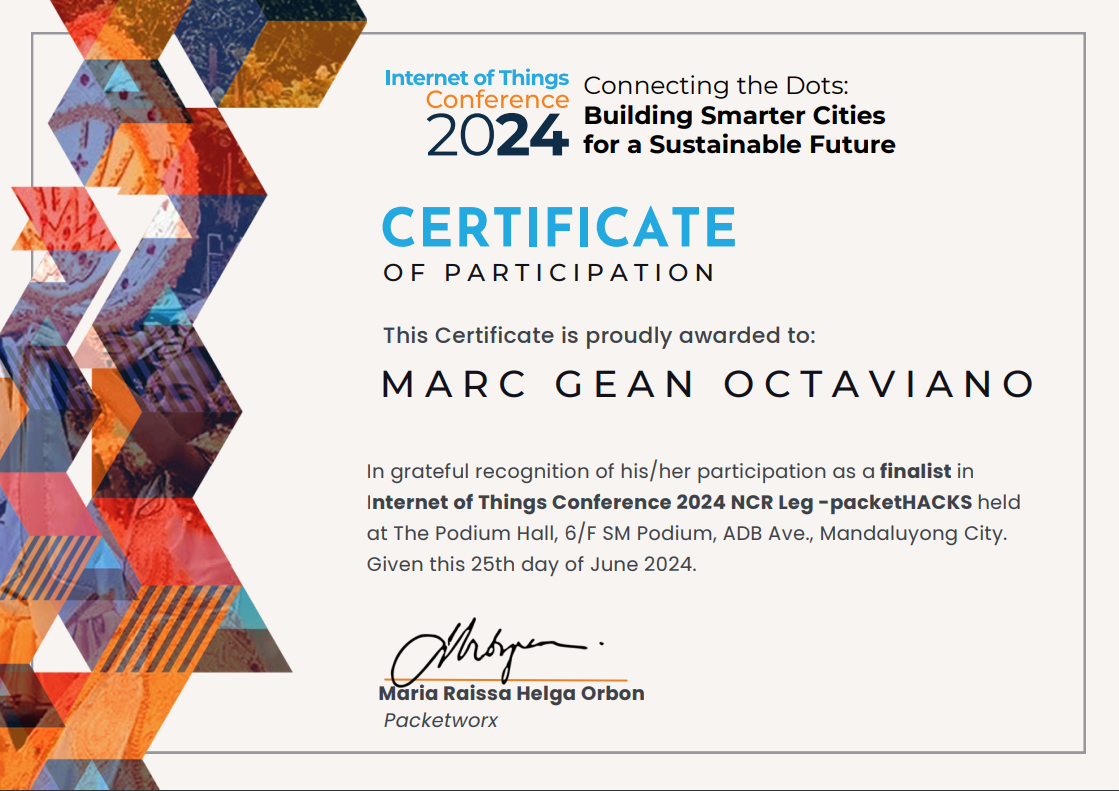 Internet of Things
Conference
2024
Connecting the Dots:
Building Smarter Cities
for a Sustainable Future
CERTIFICATE
OF PARTICIPATION
This Certificate is proudly awarded to:
MARC GEAN OCTAVIANO
In grateful recognition of his/her participation as a finalist in
Internet of Things Conference 2024 NCR Leg -packetHACKS held
at The Podium Hall, 6/F SM Podium, ADB Ave., Mandaluyong City.
Given this 25th day of June 2024.
Maria Raissa Helga Orbon
Packetworx